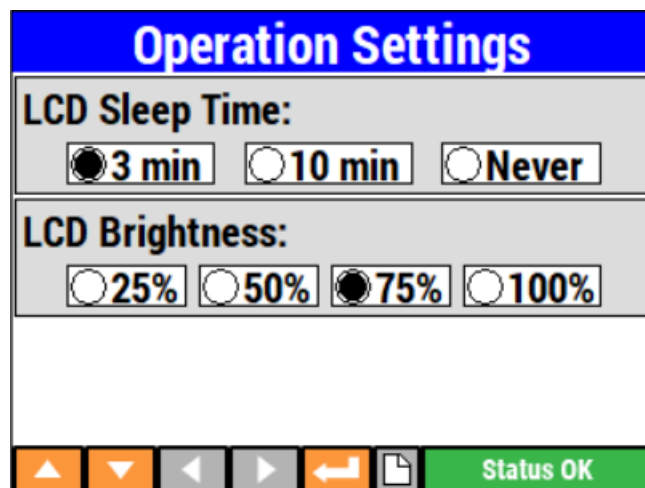 Operation Settings
LCD Sleep Time:
3 min 10 min Never
LCD Brightness:
25% 50% 75% 100%
Status OK